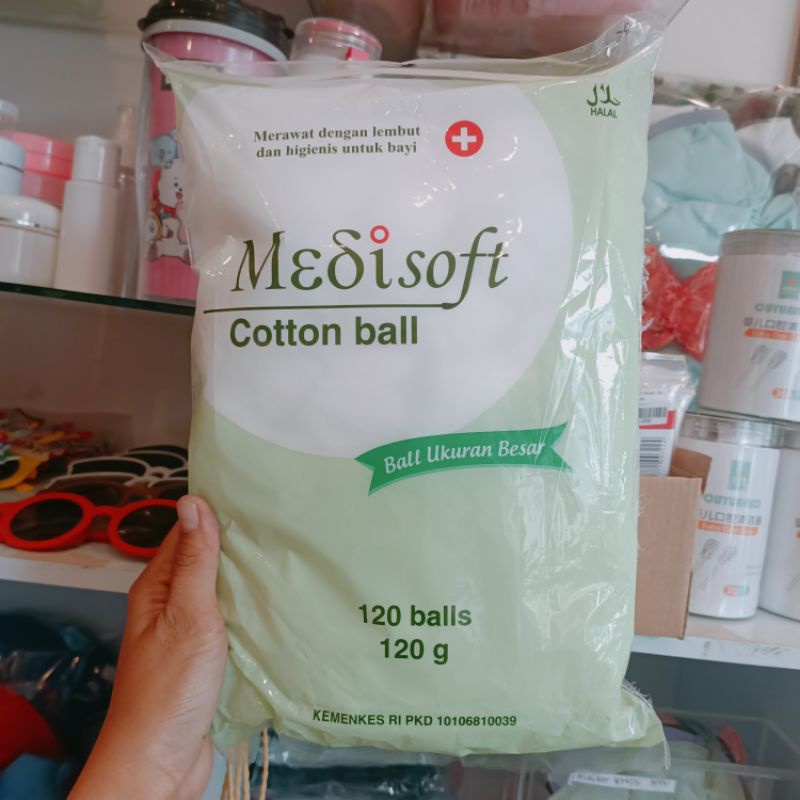 حلال
HALAL
Merawat dengan lembut
dan higienis untuk bayi
Medisoft
Cotton ball
Ball Ukuran Besar
120 balls
120 g
KEMENKES RI PKD 10106810039